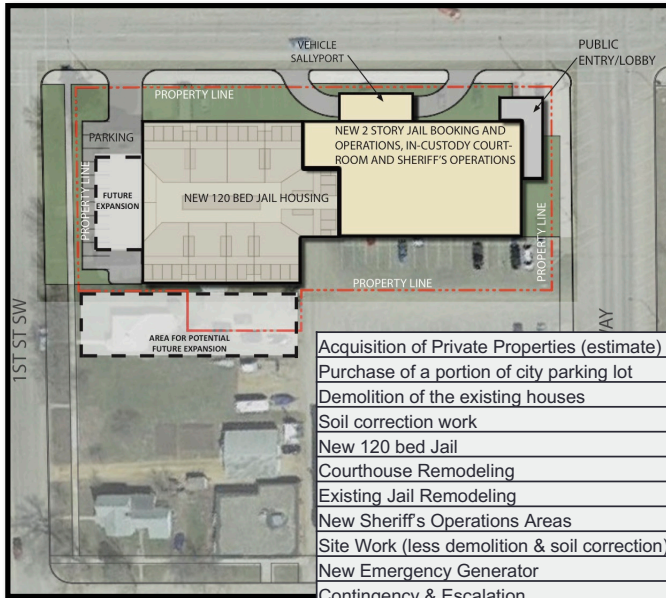 VEHICLE
SALLYPORT
PUBLIC
ENTRY/LOBBY
PROPERTY LINE
PARKING
NEW 2 STORY JAIL BOOKING AND
OPERATIONS, IN-CUSTODY COURT-
ROOM AND SHERIFF'S OPERATIONS
FUTURE
EXPANSION
NEW 120 BED JAIL HOUSING
PROPERTY LINE
PROPERTY LINE
PROPERTY LINE
1ST ST SW
AREA FOR POTENTIAL
FUTURE EXPANSION
WAY
Acquisition of Private Properties (estimate)
Purchase of a portion of city parking lot
Demolition of the existing houses
Soil correction work
New 120 bed Jail
Courthouse Remodeling
Existing Jail Remodeling
New Sheriff's Operations Areas
Site Work (less demolition & soil correction)
New Emergency Generator
Contingency & Escalation